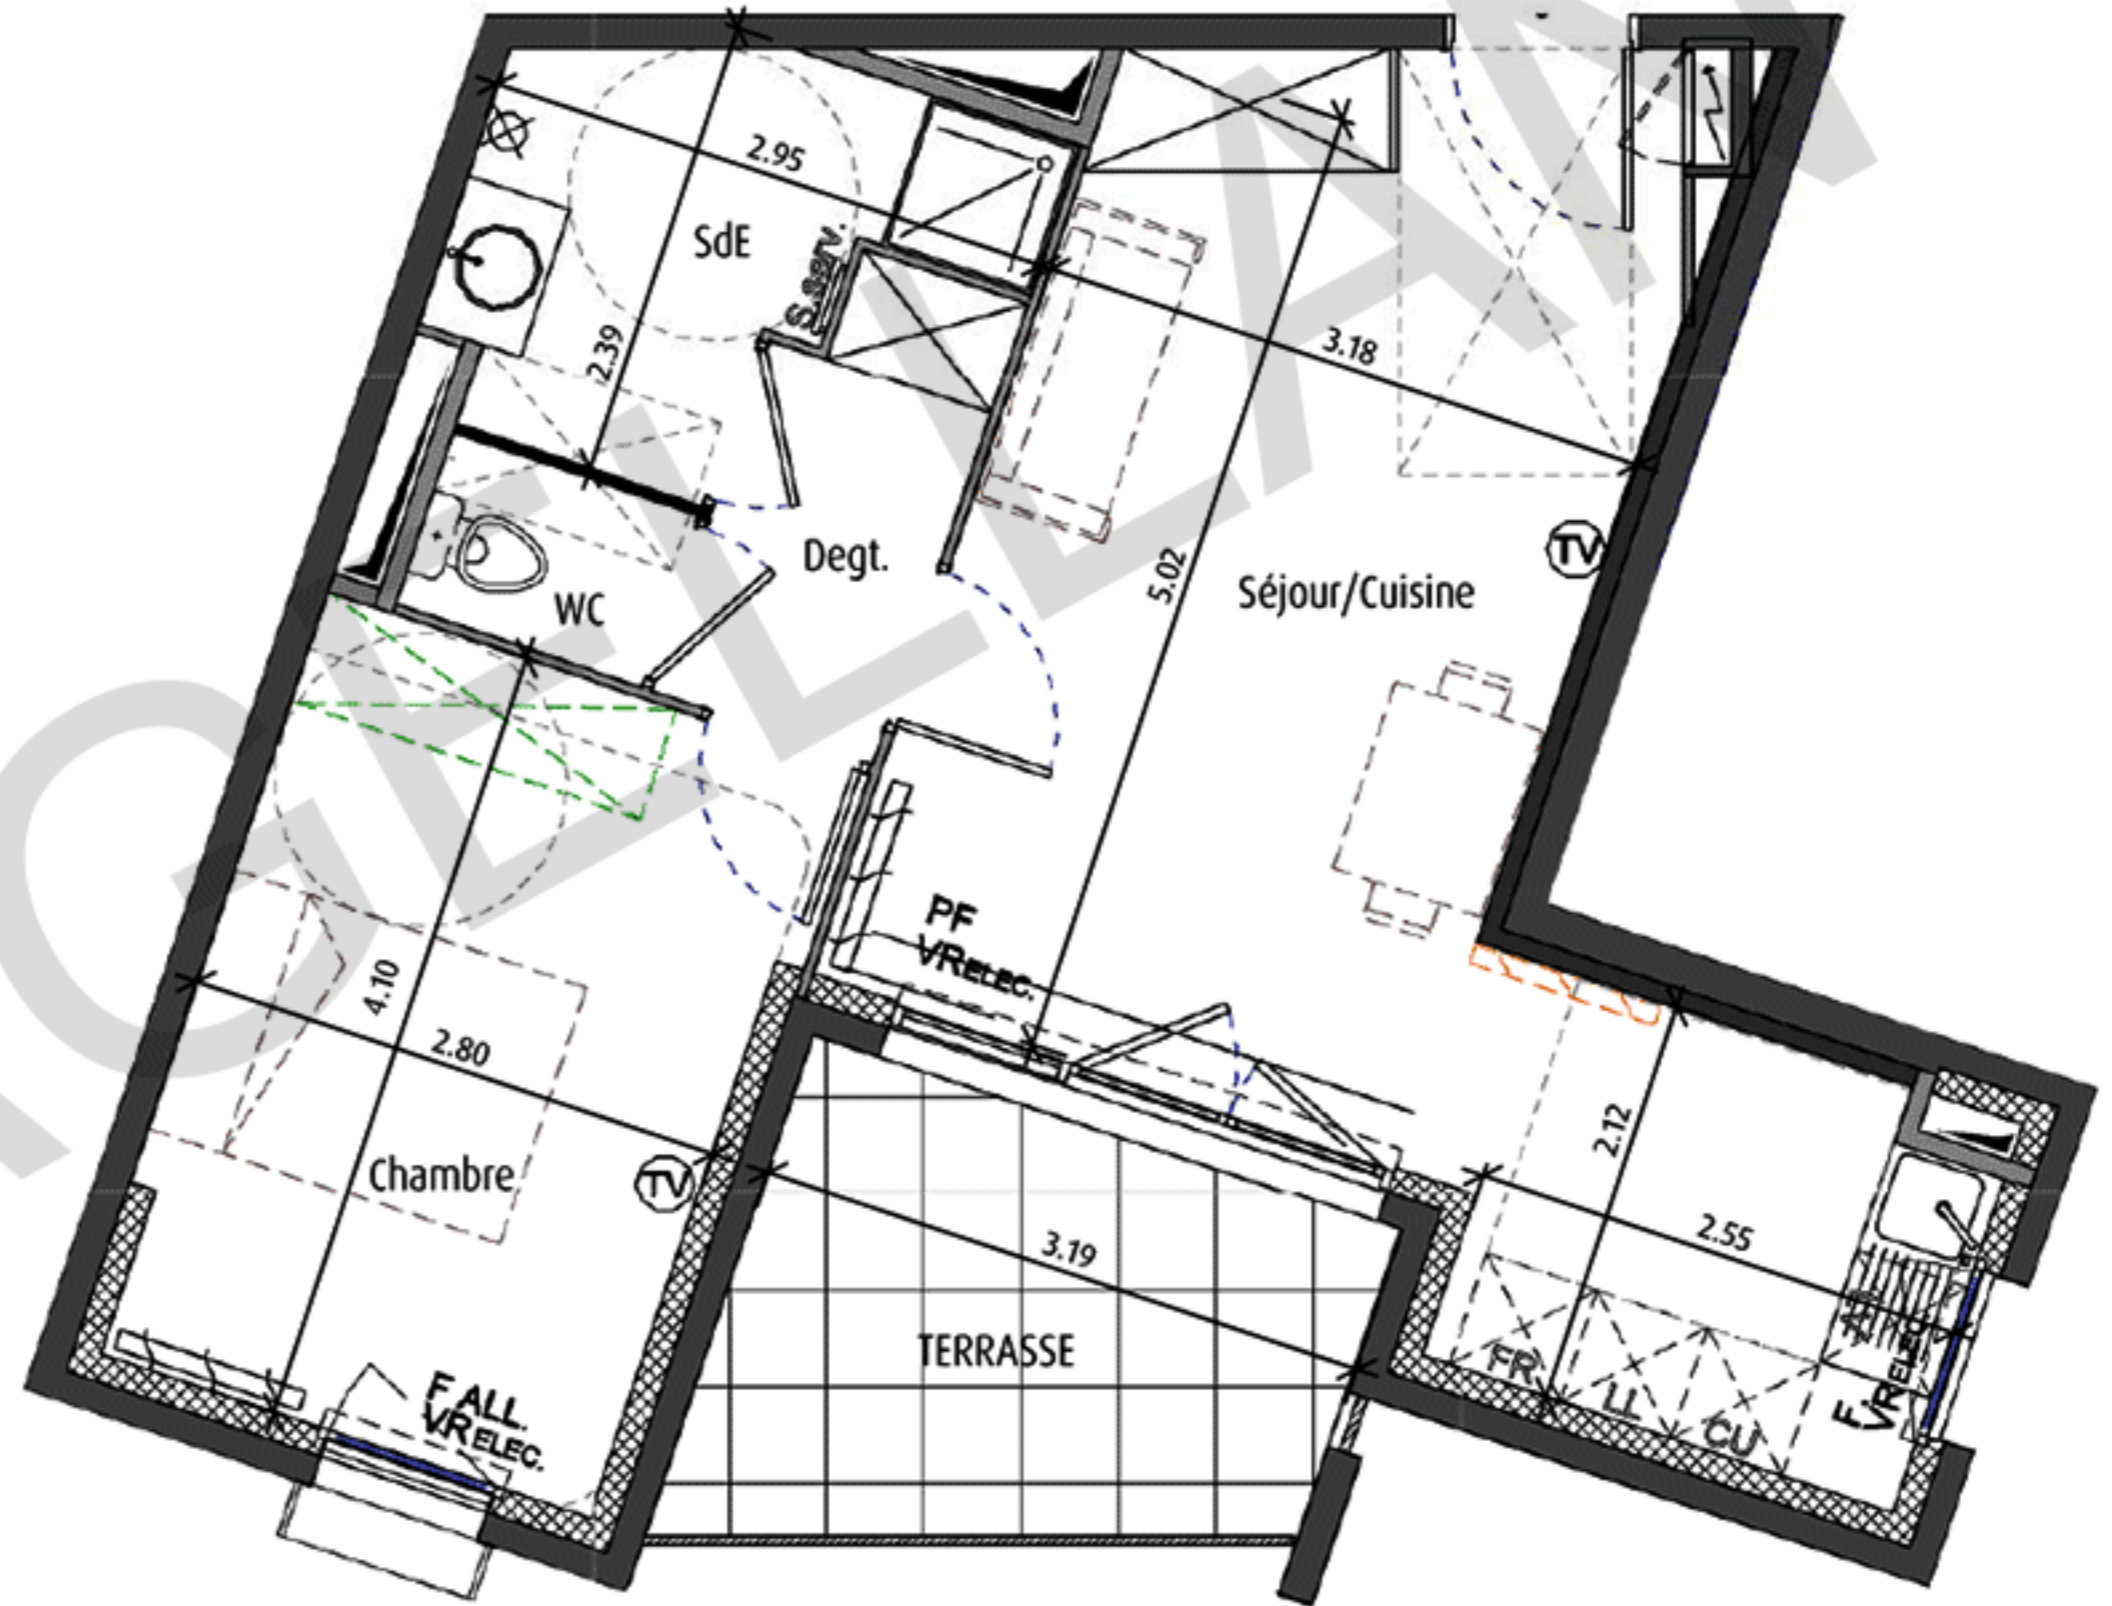 2.95
SdE
S.serv.
2.39
3.18
TV
5.02
Degt.
Séjour/Cuisine
WC
PF
VRELEC.
4.10
2.80
2.12
Chambre
TV
2.55
3.19
TERRASSE
F ALL.
VRELEC.
FR
LL
CU
F.
VRELEC.